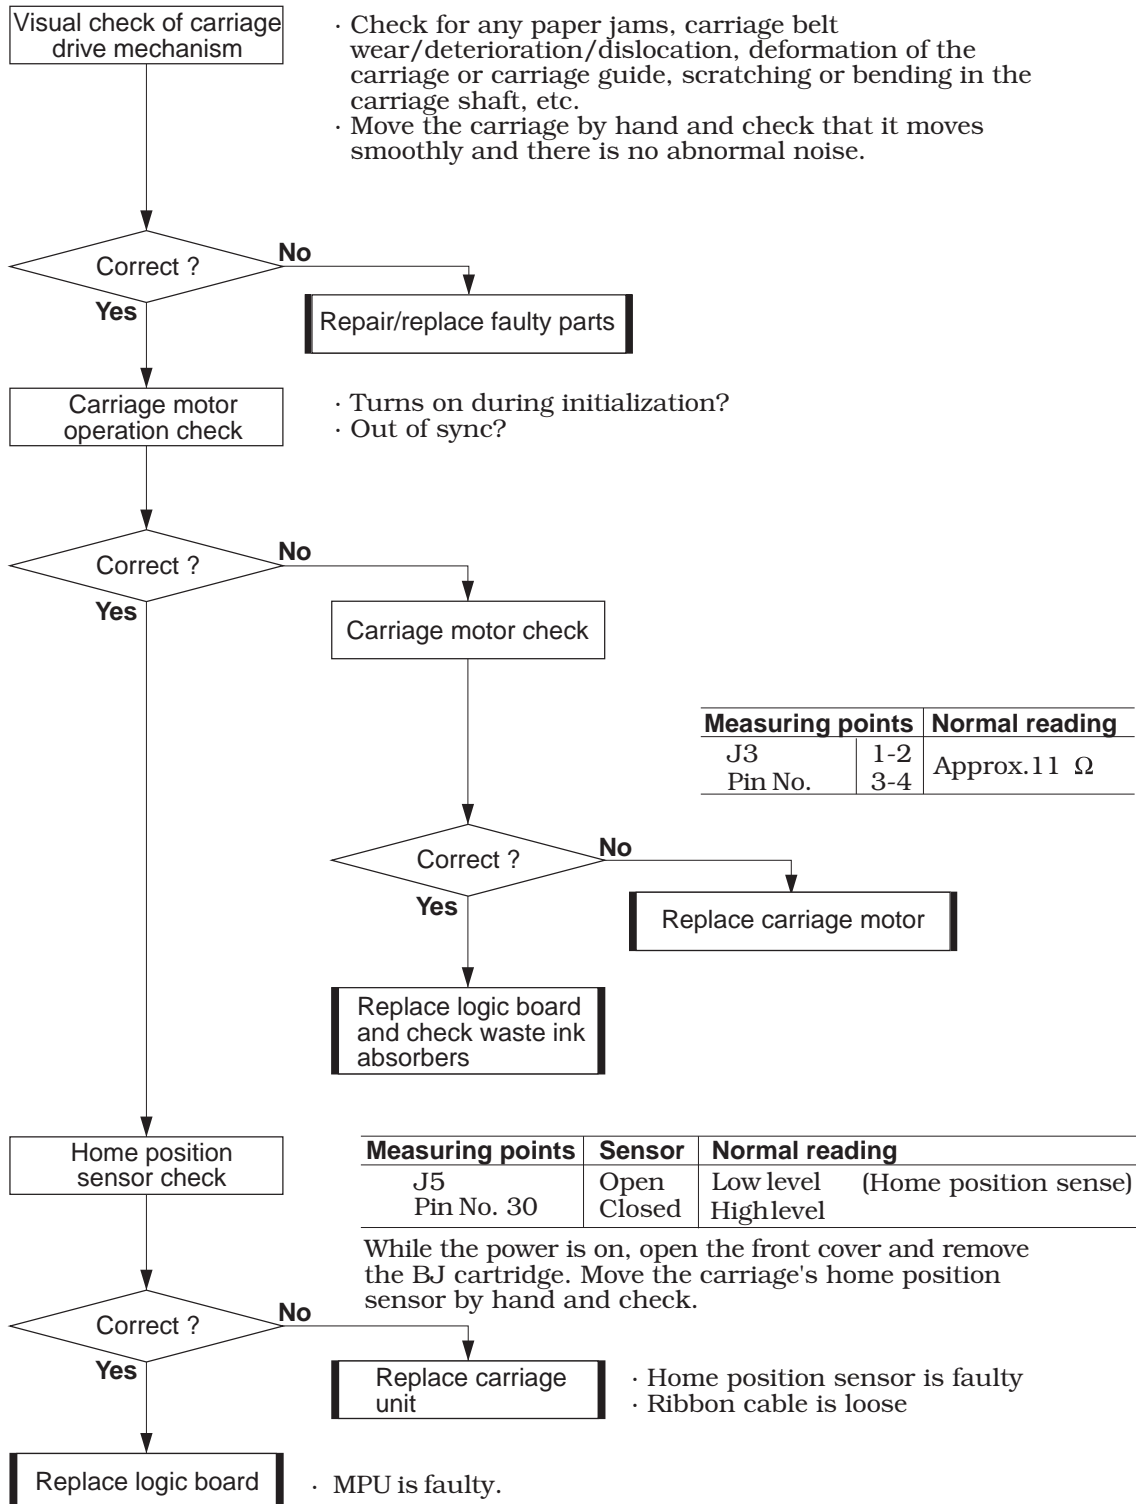 Visual check of carriage
drive mechanism
· Check for any paper jams, carriage belt
wear/deterioration/dislocation, deformation of the
carriage or carriage guide, scratching or bending in the
carriage shaft, etc.
· Move the carriage by hand and check that it moves
smoothly and there is no abnormal noise.
Correct ?
No
Yes
Repair/replace faulty parts
Carriage motor
operation check
· Turns on during initialization?
· Out of sync?
Correct ?
No
Yes
Carriage motor check
Measuring points Normal reading
J3 1-2
Pin No. 3-4
Approx.11 Ω
Correct ?
No
Yes
Replace carriage motor
Replace logic board
and check waste ink
absorbers
Home position
sensor check
Measuring points Sensor Normal reading
J5 Open Low level (Home position sense)
Pin No. 30 Closed Highlevel
While the power is on, open the front cover and remove
the BJ cartridge. Move the carriage's home position
sensor by hand and check.
Correct ?
No
Yes
Replace carriage
unit
· Home position sensor is faulty
· Ribbon cable is loose
Replace logic board
· MPU is faulty.